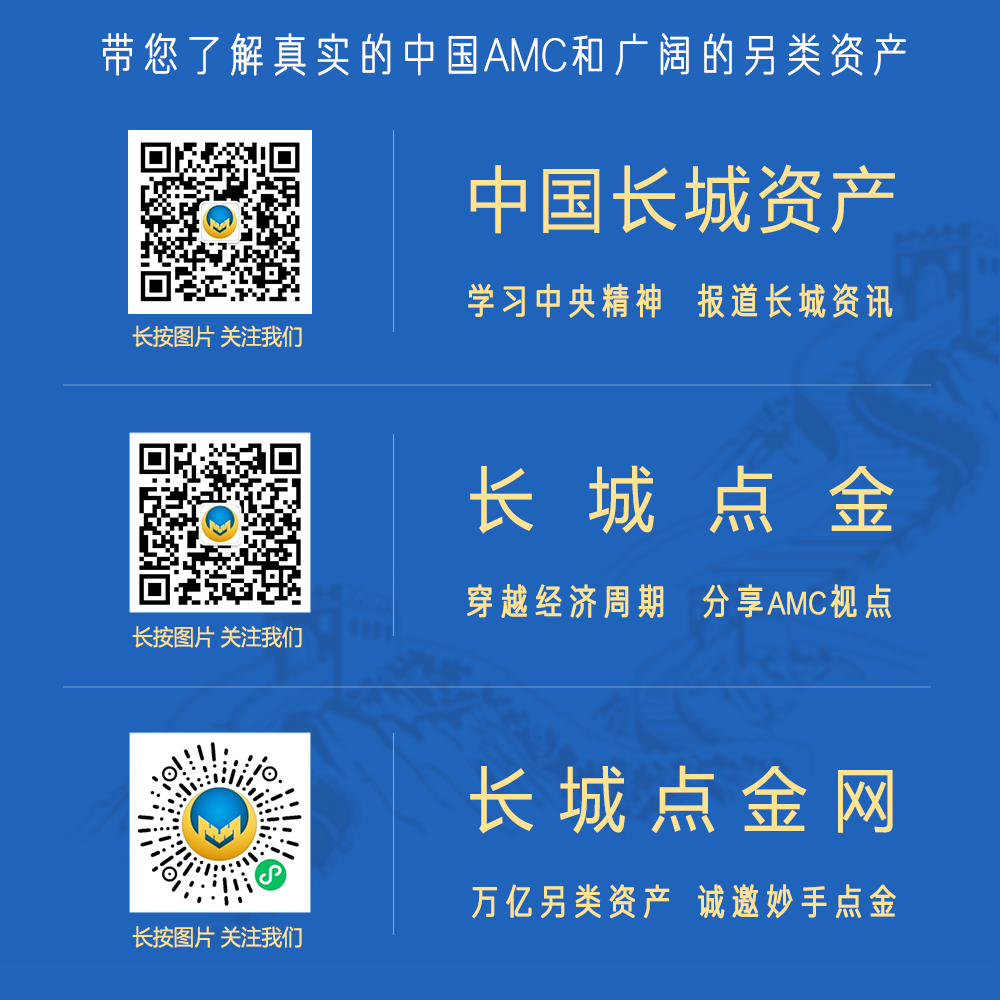 带您了解真实的中国AMC和广阔的另类资产
中国长城资产
学习中央精神 报道长城资讯
长按图片 关注我们
长城点金
穿越经济周期 分享AMC视点
长按图片 关注我们
长城点金网
万亿另类资产 诚邀妙手点金
长按图片 关注我们